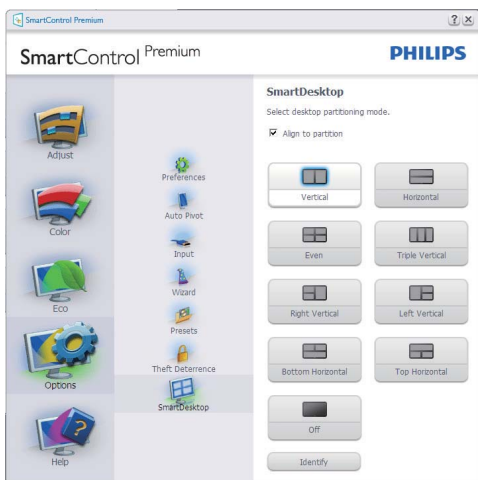 SmartControl Premium
SmartControl Premium
PHILIPS
Adjust
Color
Eco
Options
Help
Preferences
Auto Pivot
Input
Wizard
Presets
Theft Deterrence
SmartDesktop
SmartDesktop
Select desktop partitioning mode.
Align to partition
Vertical
Horizontal
Even
Triple Vertical
Right Vertical
Left Vertical
Bottom Horizontal
Top Horizontal
Off
Identify